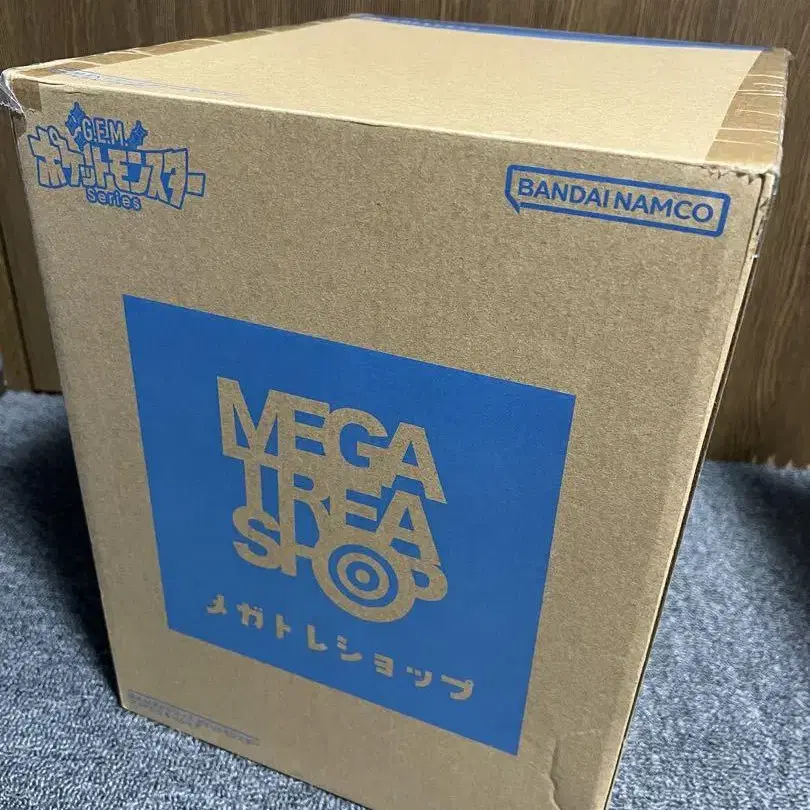 G.E.M.
ポケットモンスター
Series
BANDAI NAMCO
MEGA
TREA
SHOP
メガトレショップ